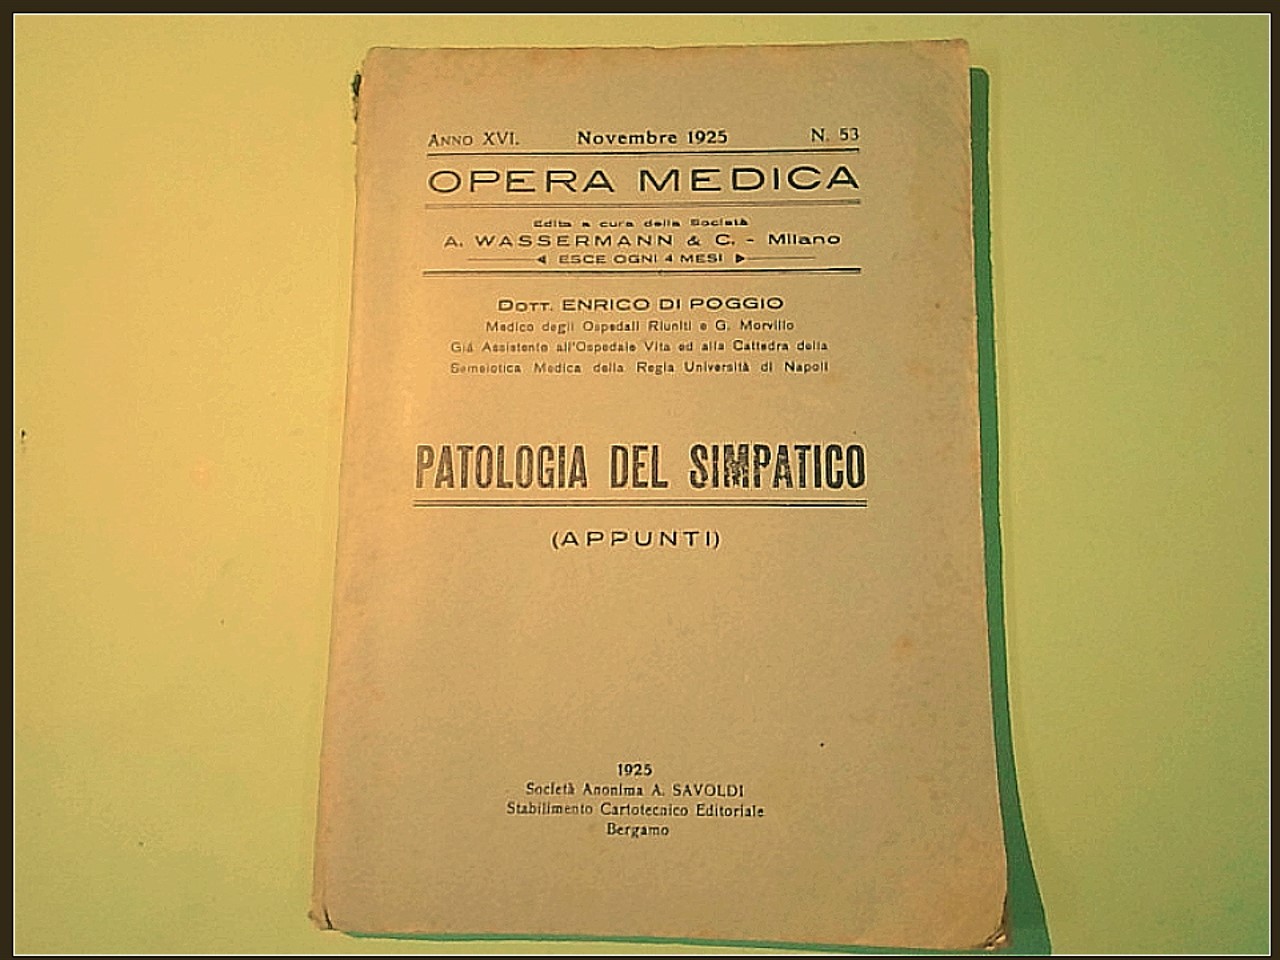 ANNO XVI. Novembre 1925 N. 53
OPERA MEDICA
Edita a cura della Società
A. WASSERMANN & C. - Milano
ESCE OGNI 4 MESI
DOTT. ENRICO DI POGGIO
Medico degli Ospedali Riuniti e G. Morvillo
Già Assistente all'Ospedale Vita ed alla Cattedra della
Semeiotica Medica della Regia Università di Napoli
PATOLOGIA DEL SIMPATICO
(APPUNTI)
1925
Società Anonima A. SAVOLDI
Stabilimento Cartotecnico Editoriale
Bergamo